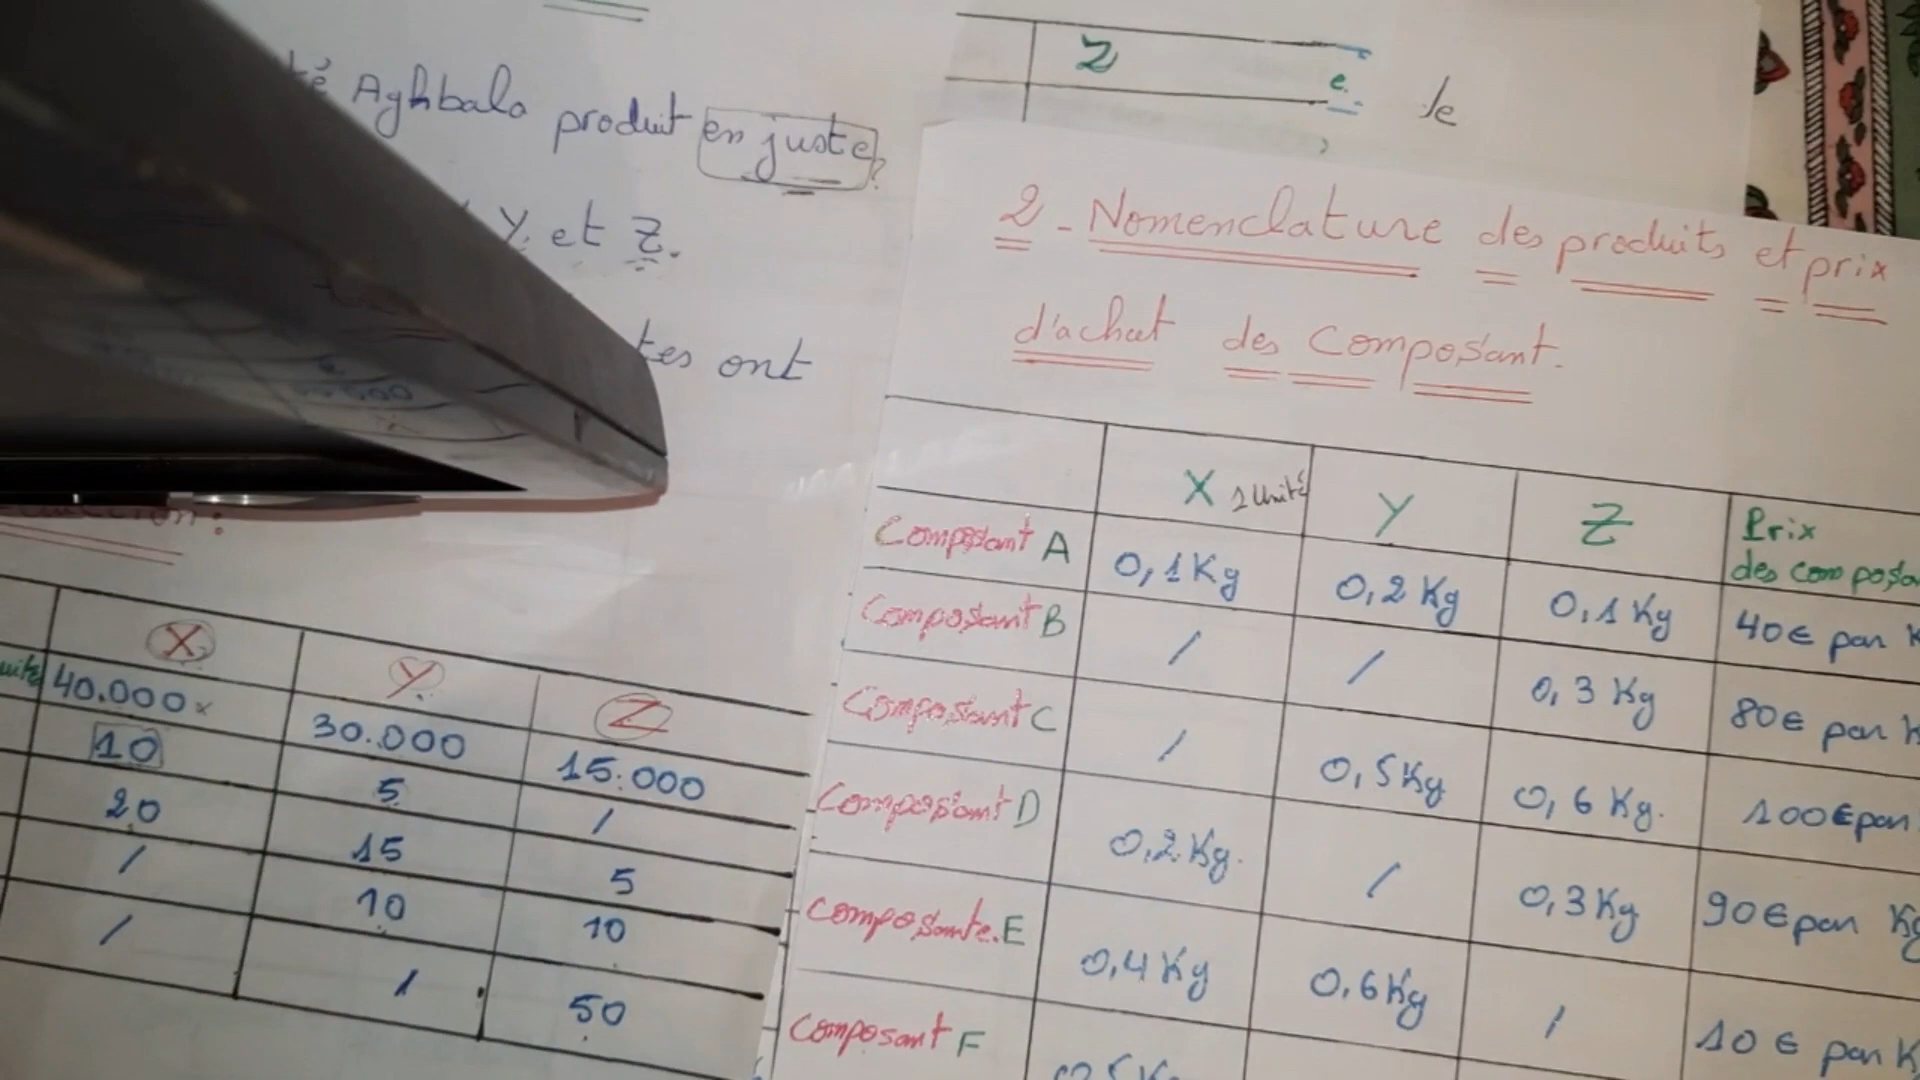 té Aghbala produit en juste
Y et Z.
tes ont
Z
e.
le
2 - Nomenclature des produits et prix
d'achat des Composant.
X 1 Unité Y Z Prix
des composa
Composant A 0,1 Kg 0,2 Kg 0,1 Kg 40€ par K
Composant B / / 0,3 Kg 80€ par K
Composant C / 0,5 Kg 0,6 Kg. 100€ par
Composant D 0,2 Kg. / 0,3 Kg 90€ par Kg
Composante. E 0,4 Kg 0,6 Kg / 10 € par K
Composant F
X Y Z
40.000 x 30.000 15.000
10 5 /
20 15 5
/ 10 10
/ / 50